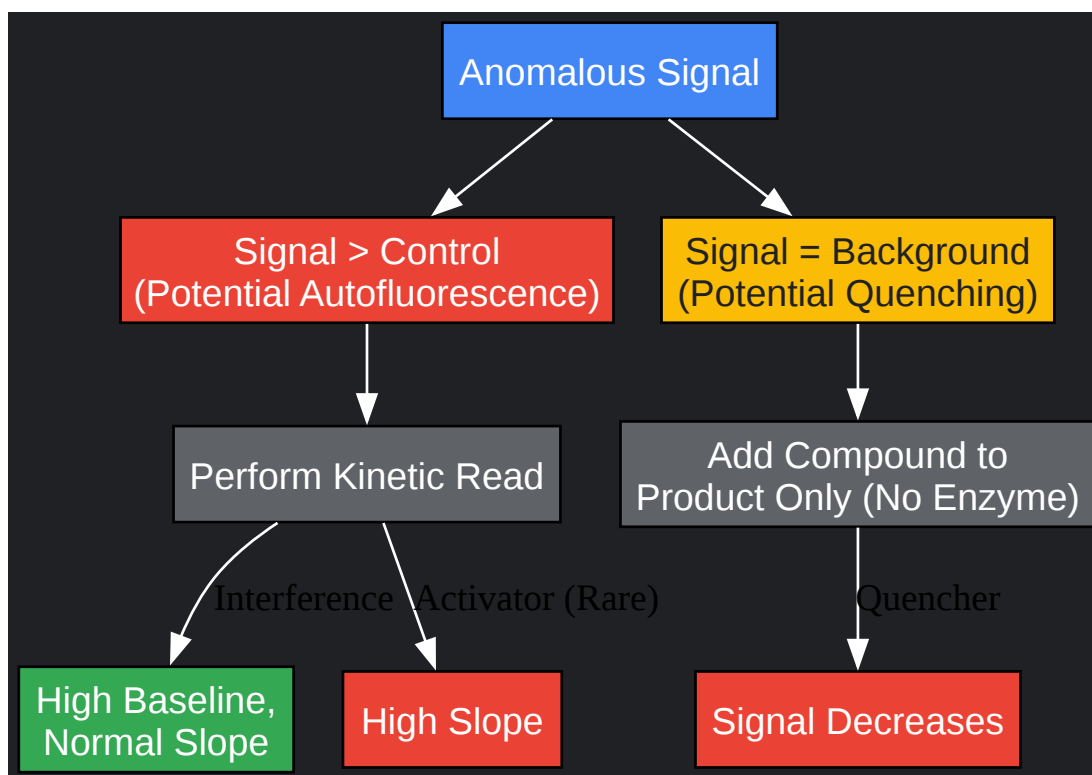 Anomalous Signal
Signal > Control
(Potential Autofluorescence)
Signal = Background
(Potential Quenching)
Perform Kinetic Read
Add Compound to
Product Only (No Enzyme)
Interference
Activator (Rare)
Quencher
High Baseline,
Normal Slope
High Slope
Signal Decreases